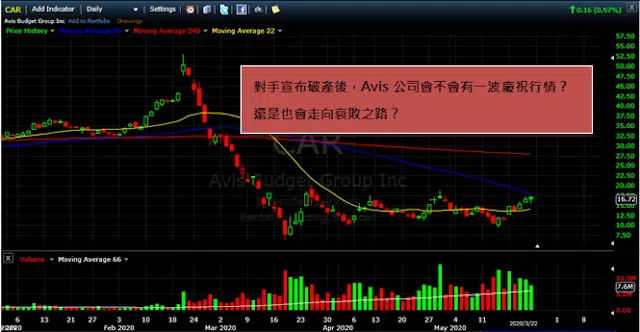 CAR Add Indicator Daily Settings 0.16 (0.97%)
Avis Budget Group Inc Add to Portfolio Drawings
Price History Moving Average 66 Moving Average 240 Moving Average 22
對手宣布破產後，Avis 公司會不會有一波慶祝行情？
還是也會走向衰敗之路？
CAR
Avis Budget Group Inc
57.50
55.00
52.50
50.00
47.50
45.00
42.50
40.00
37.50
35.00
32.50
30.00
27.50
25.00
22.50
20.00
17.50
16.72
15.00
12.50
10.00
7.50
Volume Moving Average 66
7.6M
0.00
6 13 21 27 3 10 18 24 2 9 16 23 1 6 13 20 27 4 11 2020/5/22 1 8
Feb 2020 Mar 2020 Apr 2020 May 2020